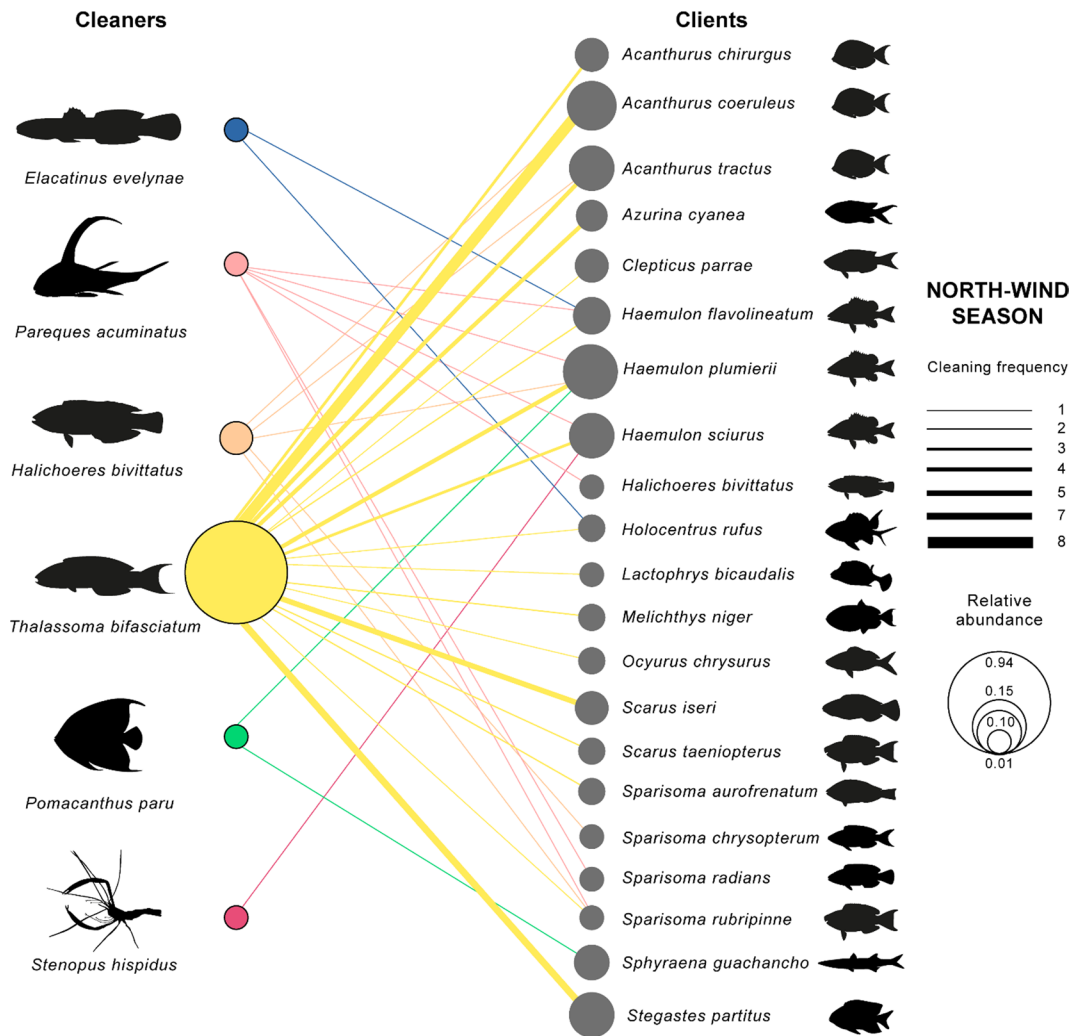 Cleaners
Elacatinus evelynae
Pareques acuminatus
Halichoeres bivittatus
Thalassoma bifasciatum
Pomacanthus paru
Stenopus hispidus
Clients
Acanthurus chirurgus
Acanthurus coeruleus
Acanthurus tractus
Azurina cyanea
Clepticus parrae
Haemulon flavolineatum
Haemulon plumierii
Haemulon sciurus
Halichoeres bivittatus
Holocentrus rufus
Lactophrys bicaudalis
Melichthys niger
Ocyurus chrysurus
Scarus iseri
Scarus taeniopterus
Sparisoma aurofrenatum
Sparisoma chrysopterum
Sparisoma radians
Sparisoma rubripinne
Sphyraena guachancho
Stegastes partitus
NORTH-WIND
SEASON
Cleaning frequency
1
2
3
4
5
7
8
Relative
abundance
0.94
0.15
0.10
0.01